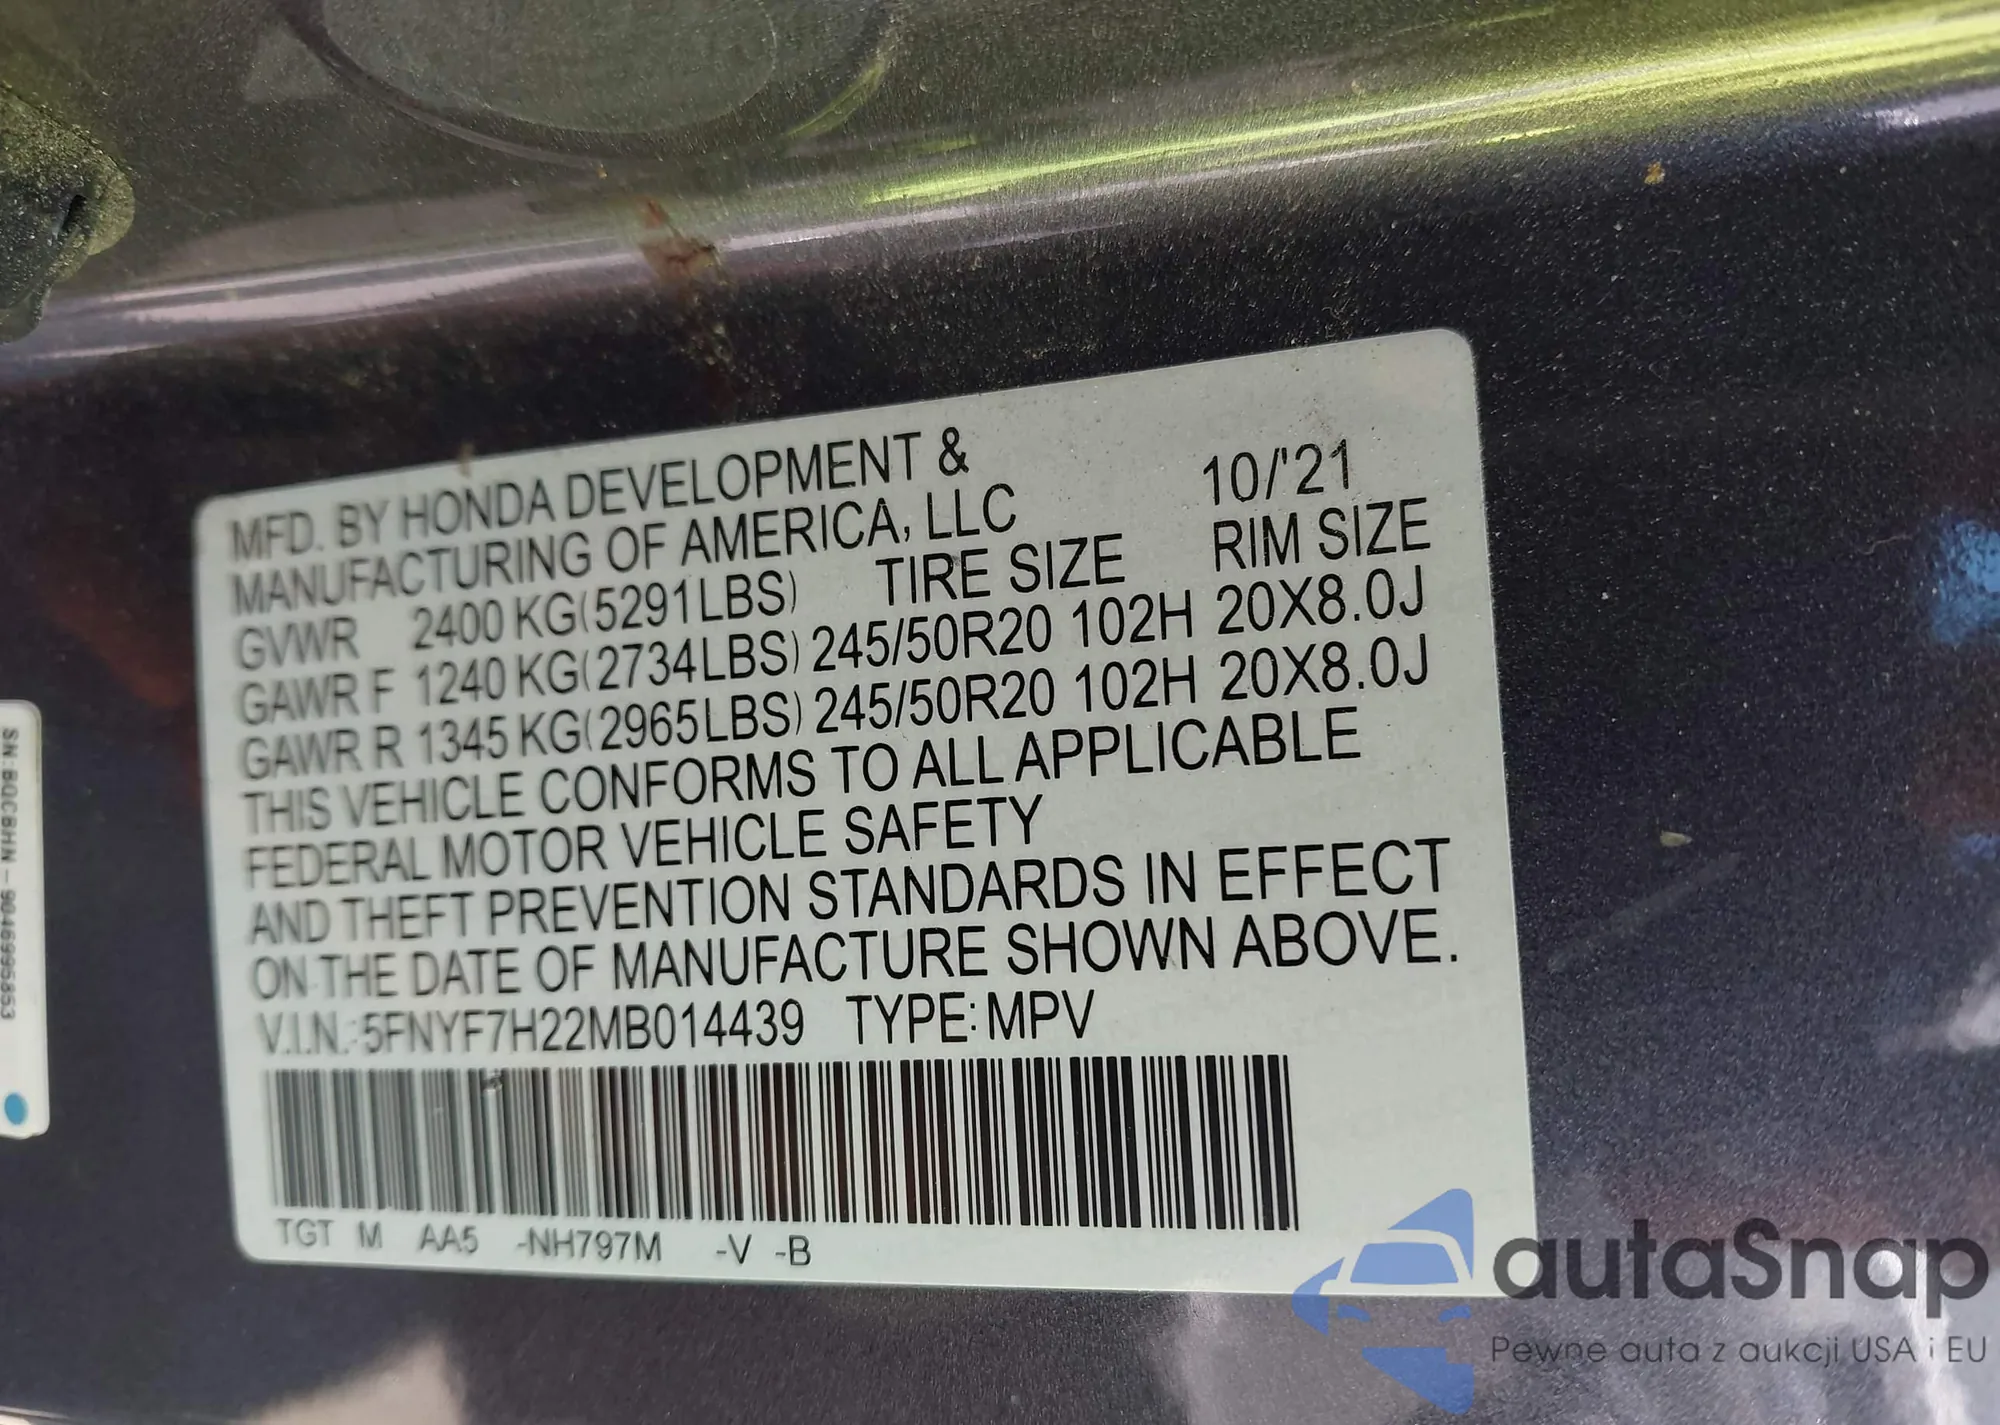 MFD. BY HONDA DEVELOPMENT &
MANUFACTURING OF AMERICA, LLC 10/'21
GVWR 2400 KG(5291LBS) TIRE SIZE RIM SIZE
GAWR F 1240 KG(2734LBS) 245/50R20 102H 20X8.0J
GAWR R 1345 KG(2965LBS) 245/50R20 102H 20X8.0J
THIS VEHICLE CONFORMS TO ALL APPLICABLE
FEDERAL MOTOR VEHICLE SAFETY
AND THEFT PREVENTION STANDARDS IN EFFECT
ON THE DATE OF MANUFACTURE SHOWN ABOVE.
V.I.N.: 5FNYF7H22MB014439 TYPE: MPV
TGT M AA5 -NH797M -V -B
SN:BQCBHN-9046995853
autaSnap
Pewne auta z aukcji USA i EU